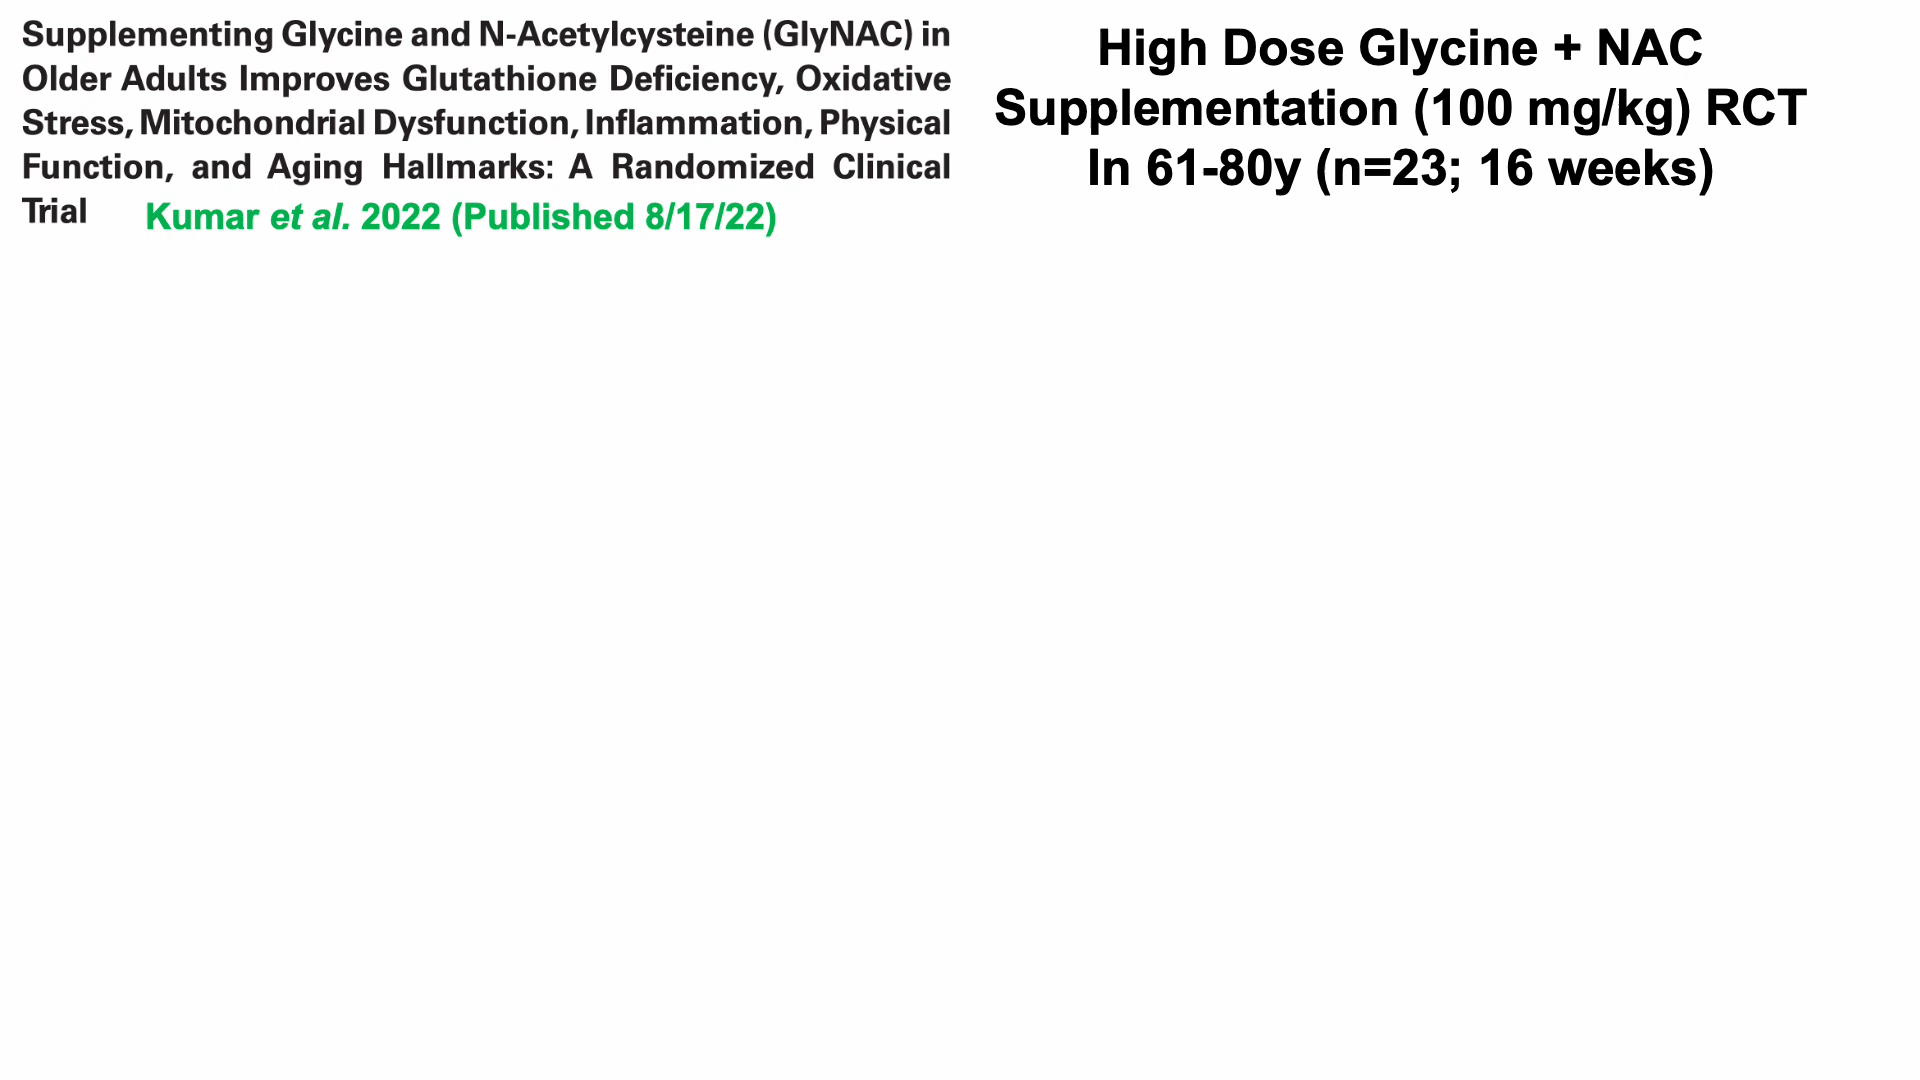 Supplementing Glycine and N-Acetylcysteine (GlyNAC) in
Older Adults Improves Glutathione Deficiency, Oxidative
Stress, Mitochondrial Dysfunction, Inflammation, Physical
Function, and Aging Hallmarks: A Randomized Clinical
Trial
Kumar et al. 2022 (Published 8/17/22)
High Dose Glycine + NAC
Supplementation (100 mg/kg) RCT
In 61-80y (n=23; 16 weeks)